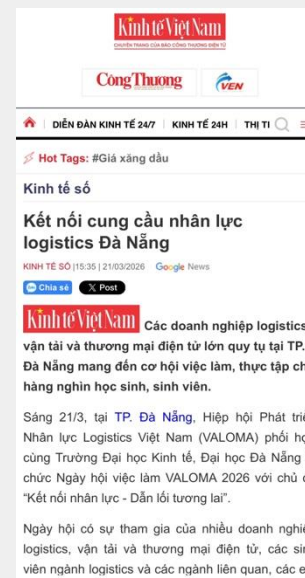 Kinh tế Việt Nam
CHUYÊN TRANG CỦA BÁO CÔNG THƯƠNG ĐIỆN TỬ
Công Thương VEN
DIỄN ĐÀN KINH TẾ 24/7 KINH TẾ 24H THỊ TI
Hot Tags: #Giá xăng dầu
Kinh tế số
Kết nối cung cầu nhân lực
logistics Đà Nẵng
KINH TẾ SỐ |15:35 | 21/03/2026 Google News
Chia sẻ X Post
Kinh tế Việt Nam Các doanh nghiệp logistics
vận tải và thương mại điện tử lớn quy tụ tại TP.
Đà Nẵng mang đến cơ hội việc làm, thực tập ch
hàng nghìn học sinh, sinh viên.
Sáng 21/3, tại TP. Đà Nẵng, Hiệp hội Phát triể
Nhân lực Logistics Việt Nam (VALOMA) phối họ
cùng Trường Đại học Kinh tế, Đại học Đà Nẵng
chức Ngày hội việc làm VALOMA 2026 với chủ đ
“Kết nối nhân lực - Dẫn lối tương lai”.
Ngày hội có sự tham gia của nhiều doanh nghiệ
logistics, vận tải và thương mại điện tử, các sin
viên ngành logistics và các ngành liên quan, các e